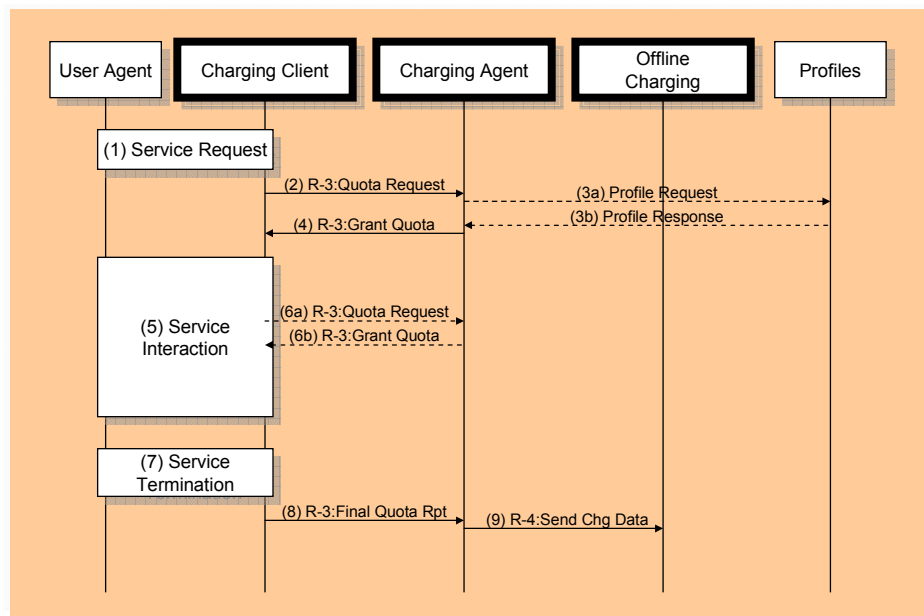 User Agent
Charging Client
Charging Agent
Offline
Charging
Profiles
(1) Service Request
(2) R-3:Quota Request
(3a) Profile Request
(3b) Profile Response
(4) R-3:Grant Quota
(5) Service
Interaction
(6a) R-3:Quota Request
(6b) R-3:Grant Quota
(7) Service
Termination
(8) R-3:Final Quota Rpt
(9) R-4:Send Chg Data